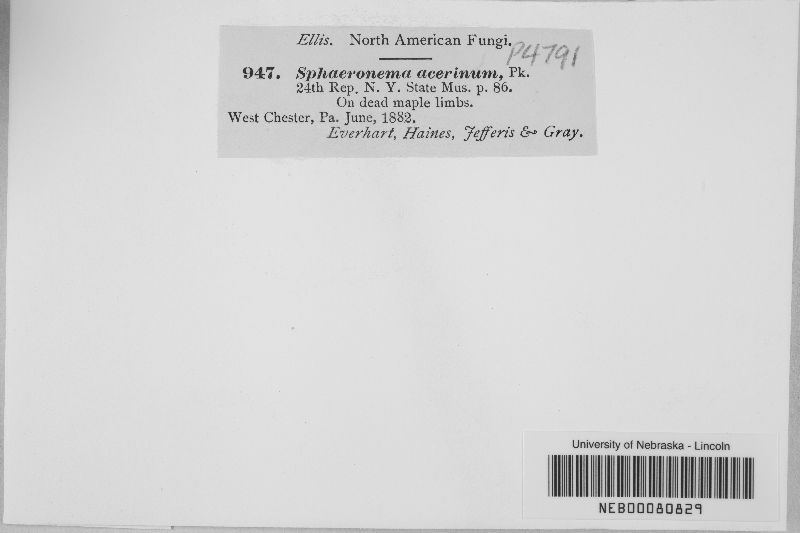 Ellis. North American Fungi.
P4791
947. Sphaeronema acerinum, Pk.
24th Rep. N. Y. State Mus. p. 86.
On dead maple limbs.
West Chester, Pa. June, 1882.
Everhart, Haines, Jefferis & Gray.
University of Nebraska - Lincoln
NEB00080829